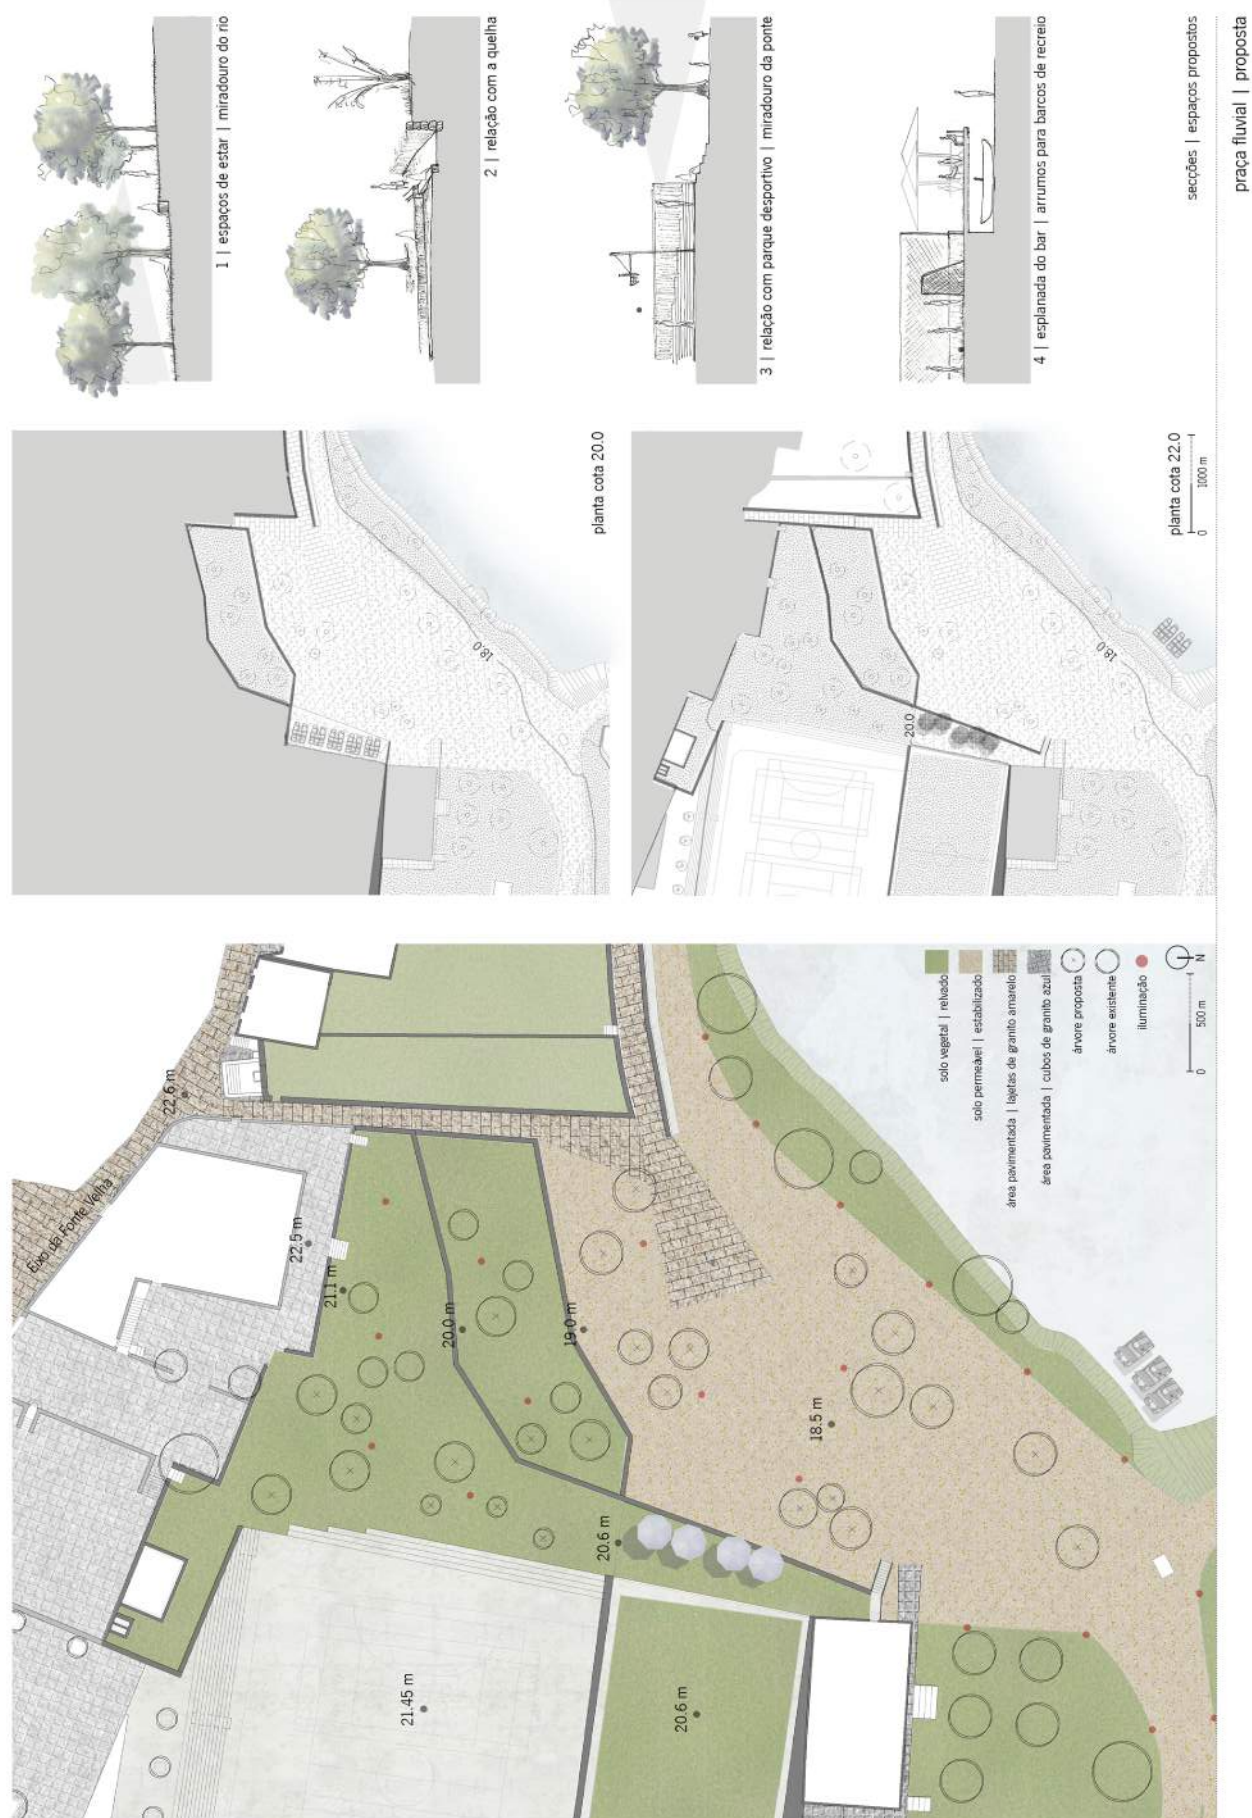 1 | espaços de estar | miradouro do rio
2 | relação com a quelha
3 | relação com parque desportivo | miradouro da ponte
4 | esplanada do bar | arrumos para barcos de recreio
secções | espaços propostos
praça fluvial | proposta
18.0
planta cota 20.0
20.0
18.0
planta cota 22.0
0 1000 m
Eixo da Fonte Velha
22.6 m
22.5 m
21.1 m
20.0 m
19.0 m
18.5 m
20.6 m
21.45 m
20.6 m
solo vegetal | relvado
solo permeável | estabilizado
área pavimentada | lajetas de granito amarelo
área pavimentada | cubos de granito azul
árvore proposta
árvore existente
iluminação
0 500 m
N